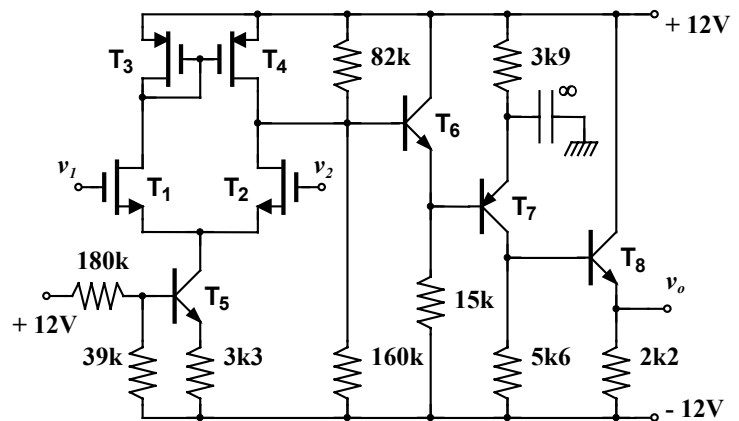 + 12V
T3
T4
82k
3k9
∞
T6
v1
v2
T1
T2
T7
180k
T8
T5
vo
+ 12V
15k
39k
3k3
160k
5k6
2k2
- 12V